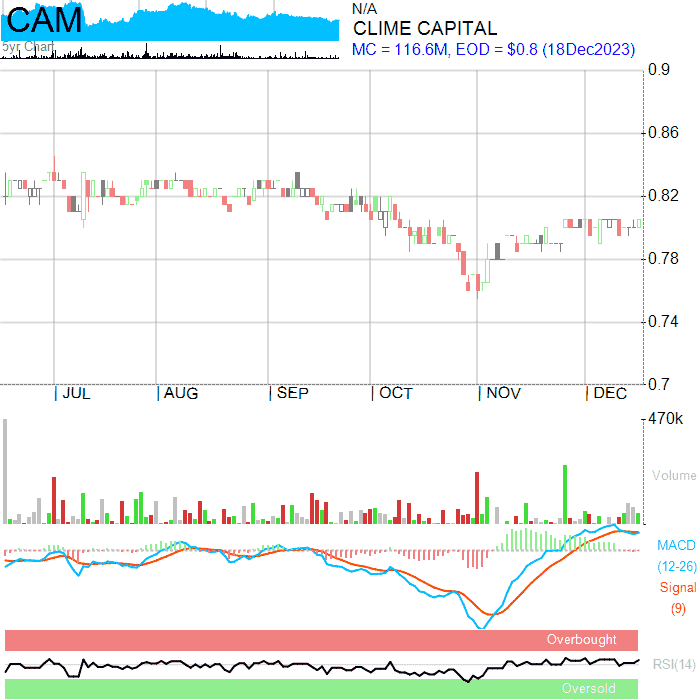 CAM
5yr Chart
N/A
CLIME CAPITAL
MC = 116.6M, EOD = $0.8 (18Dec2023)
0.9
0.86
0.82
0.78
0.74
0.7
| JUL | AUG | SEP | OCT | NOV | DEC
470k
Volume
MACD
(12-26)
Signal
(9)
Overbought
RSI(14)
Oversold